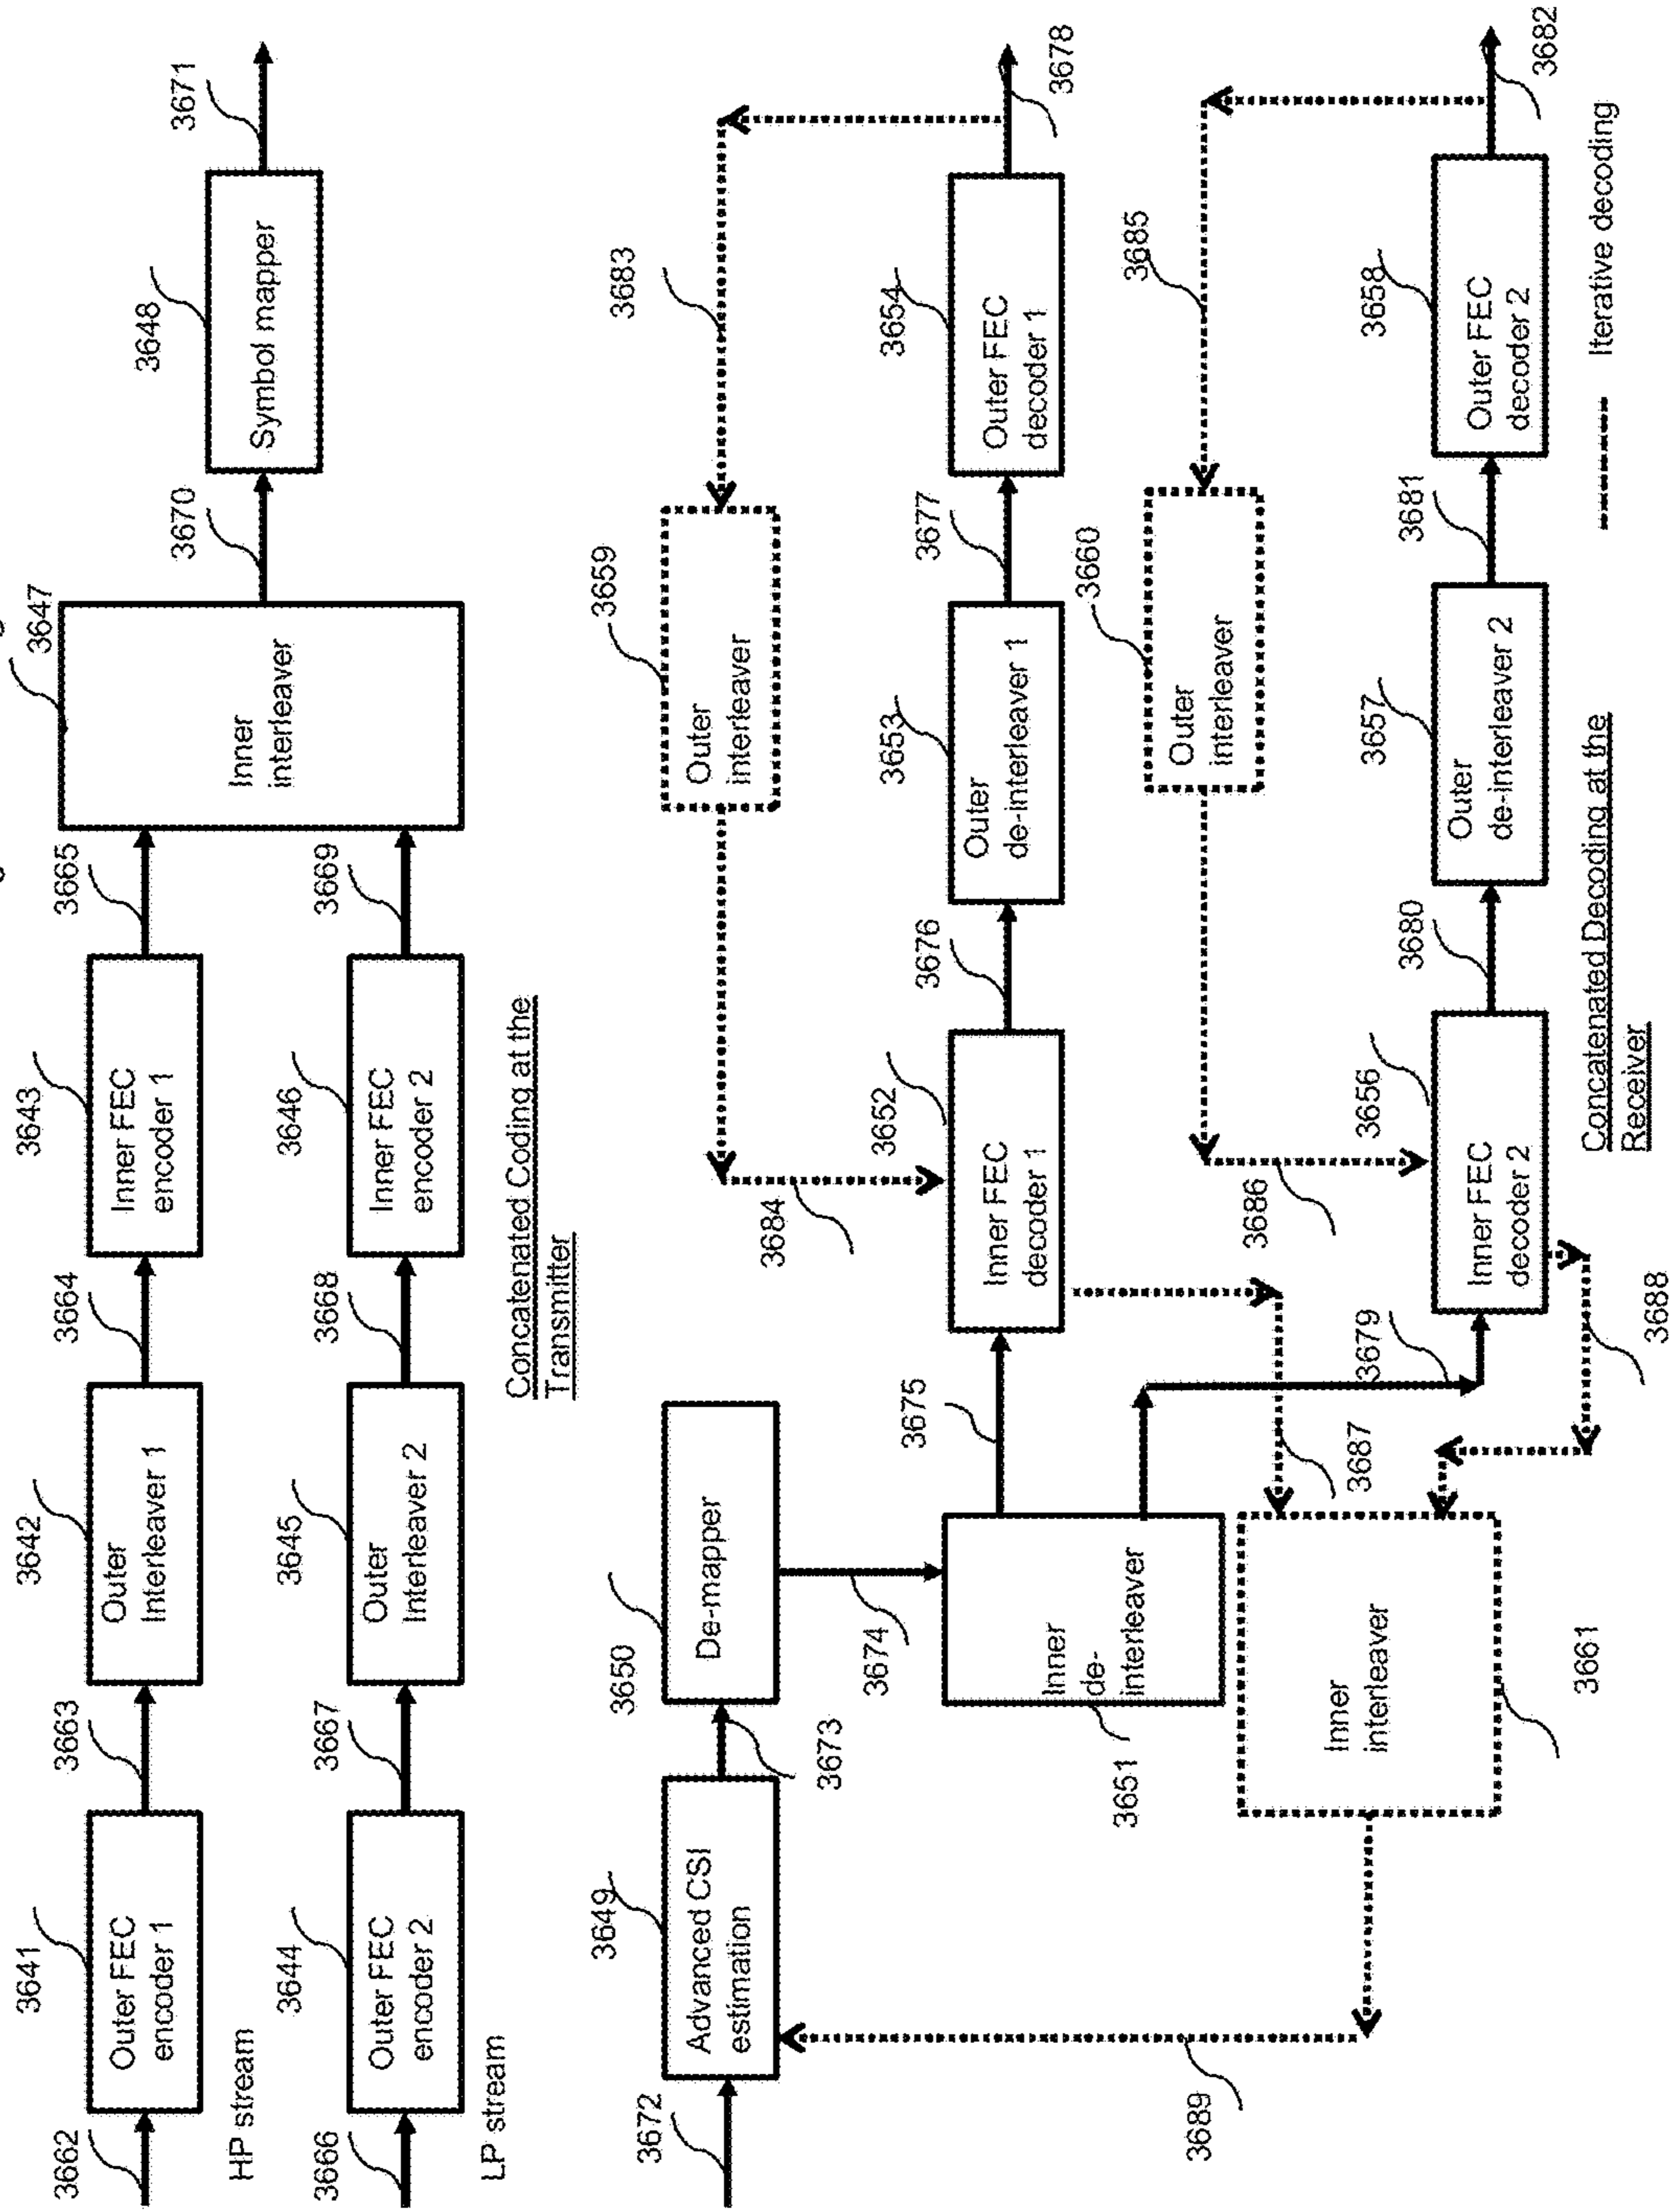 3662
3641
Outer FEC
encoder 1
3663
3642
Outer
Interleaver 1
3664
3643
Inner FEC
encoder 1
3665
3647
Inner
interleaver
3670
3648
Symbol mapper
3671
HP stream
3666
3644
Outer FEC
encoder 2
3667
3645
Outer
Interleaver 2
3668
3646
Inner FEC
encoder 2
3669
LP stream
Concatenated Coding at the
Transmitter
3672
3649
Advanced CSI
estimation
3673
3650
De-mapper
3674
3659
Outer
interleaver
3683
3684
3651
Inner
de-
interleaver
3675
3652
Inner FEC
decoder 1
3676
3653
Outer
de-interleaver 1
3677
3654
Outer FEC
decoder 1
3678
3687
3660
Outer
interleaver
3685
3686
3689
Inner
interleaver
3661
3679
3688
3656
Inner FEC
decoder 2
3680
3657
Outer
de-interleaver 2
3681
3658
Outer FEC
decoder 2
3682
Concatenated Decoding at the
Receiver
Iterative decoding